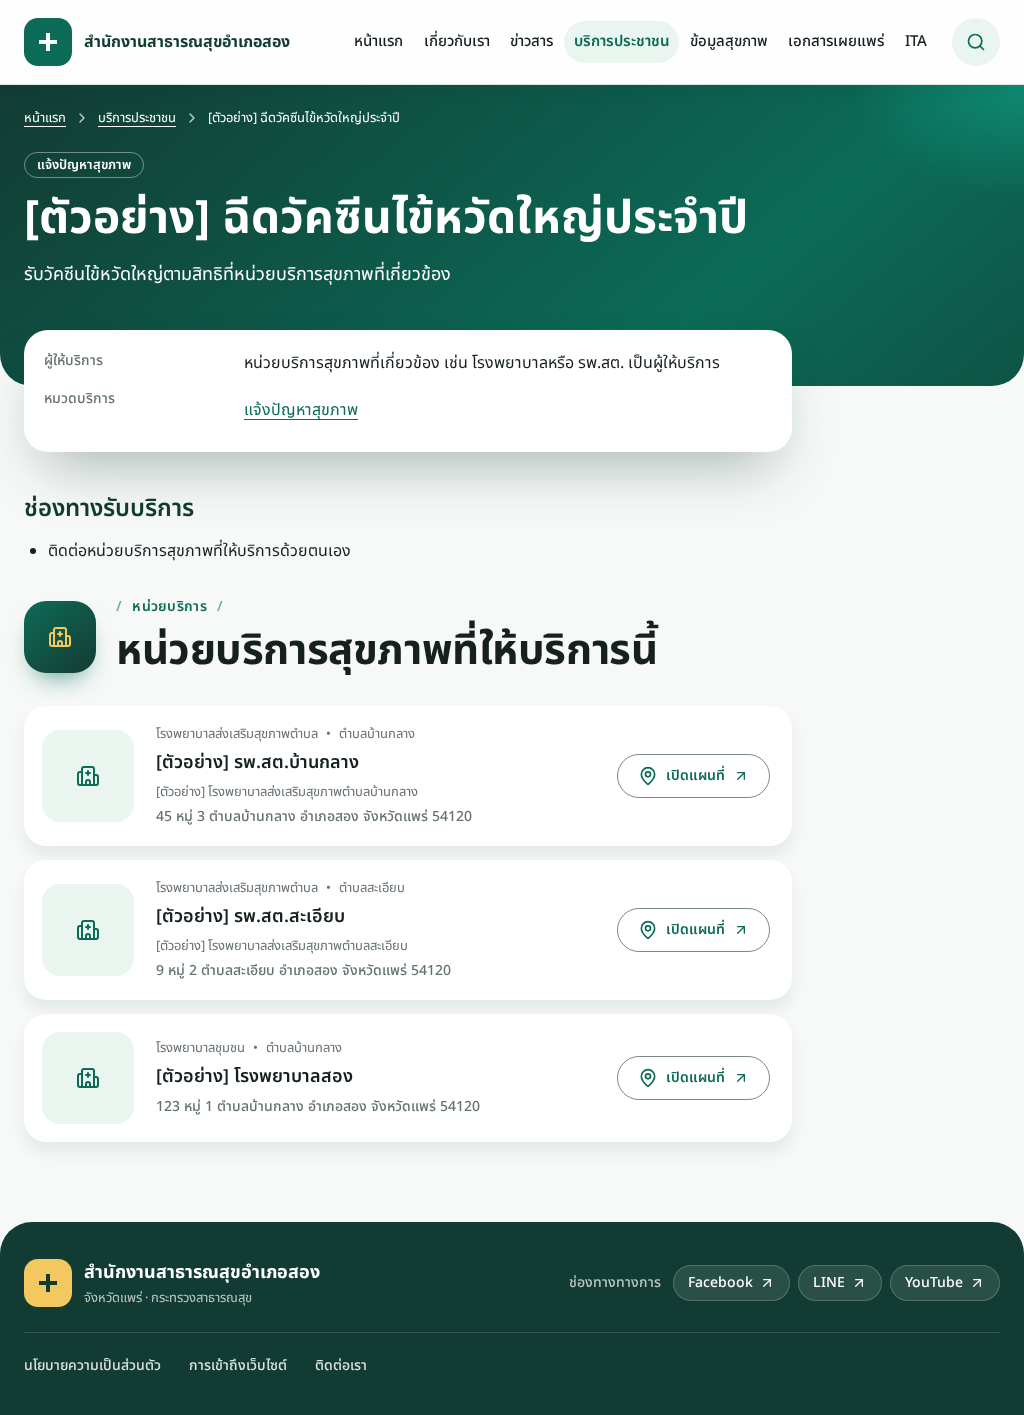 สำนักงานสาธารณสุขอำเภอสอง
หน้าแรก เกี่ยวกับเรา ข่าวสาร บริการประชาชน ข้อมูลสุขภาพ เอกสารเผยแพร่ ITA
หน้าแรก > บริการประชาชน > [ตัวอย่าง] ฉีดวัคซีนไข้หวัดใหญ่ประจำปี
แจ้งปัญหาสุขภาพ
[ตัวอย่าง] ฉีดวัคซีนไข้หวัดใหญ่ประจำปี
รับวัคซีนไข้หวัดใหญ่ตามสิทธิที่หน่วยบริการสุขภาพที่เกี่ยวข้อง
ผู้ให้บริการ หน่วยบริการสุขภาพที่เกี่ยวข้อง เช่น โรงพยาบาลหรือ รพ.สต. เป็นผู้ให้บริการ
หมวดบริการ แจ้งปัญหาสุขภาพ
ช่องทางรับบริการ
• ติดต่อหน่วยบริการสุขภาพที่ให้บริการด้วยตนเอง
/ หน่วยบริการ /
หน่วยบริการสุขภาพที่ให้บริการนี้
โรงพยาบาลส่งเสริมสุขภาพตำบล • ตำบลบ้านกลาง
[ตัวอย่าง] รพ.สต.บ้านกลาง
[ตัวอย่าง] โรงพยาบาลส่งเสริมสุขภาพตำบลบ้านกลาง
45 หมู่ 3 ตำบลบ้านกลาง อำเภอสอง จังหวัดแพร่ 54120
เปิดแผนที่
โรงพยาบาลส่งเสริมสุขภาพตำบล • ตำบลสะเอียบ
[ตัวอย่าง] รพ.สต.สะเอียบ
[ตัวอย่าง] โรงพยาบาลส่งเสริมสุขภาพตำบลสะเอียบ
9 หมู่ 2 ตำบลสะเอียบ อำเภอสอง จังหวัดแพร่ 54120
เปิดแผนที่
โรงพยาบาลชุมชน • ตำบลบ้านกลาง
[ตัวอย่าง] โรงพยาบาลสอง
123 หมู่ 1 ตำบลบ้านกลาง อำเภอสอง จังหวัดแพร่ 54120
เปิดแผนที่
สำนักงานสาธารณสุขอำเภอสอง
จังหวัดแพร่ · กระทรวงสาธารณสุข
ช่องทางทางการ Facebook LINE YouTube
นโยบายความเป็นส่วนตัว การเข้าถึงเว็บไซต์ ติดต่อเรา